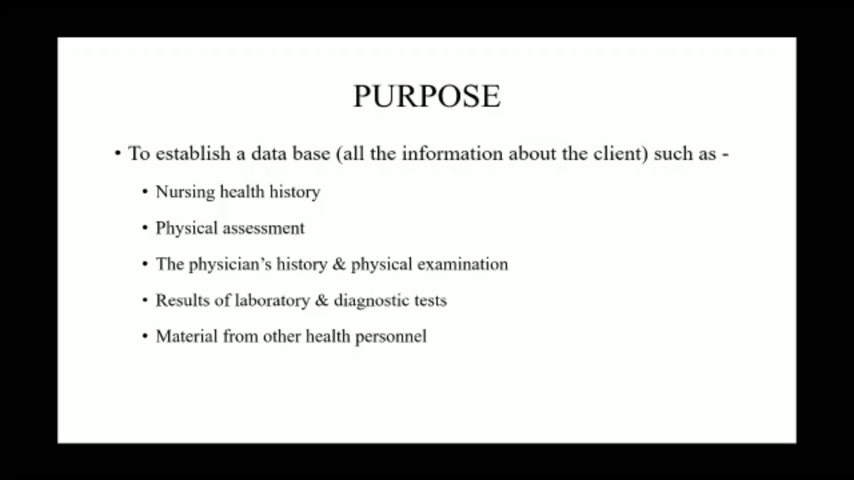 PURPOSE
• To establish a data base (all the information about the client) such as -
• Nursing health history
• Physical assessment
• The physician's history & physical examination
• Results of laboratory & diagnostic tests
• Material from other health personnel